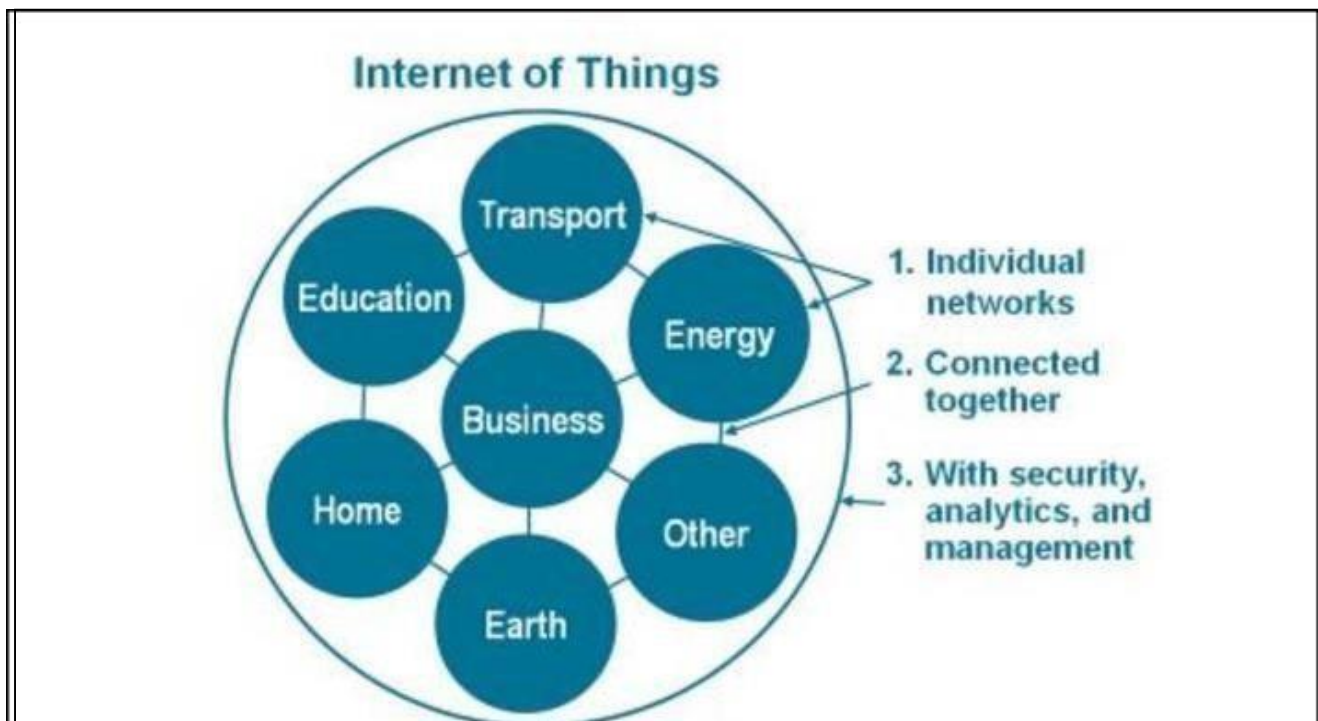 Internet of Things
Transport
Education
Energy
Business
Home
Other
Earth
1. Individual
networks
2. Connected
together
3. With security,
analytics, and
management